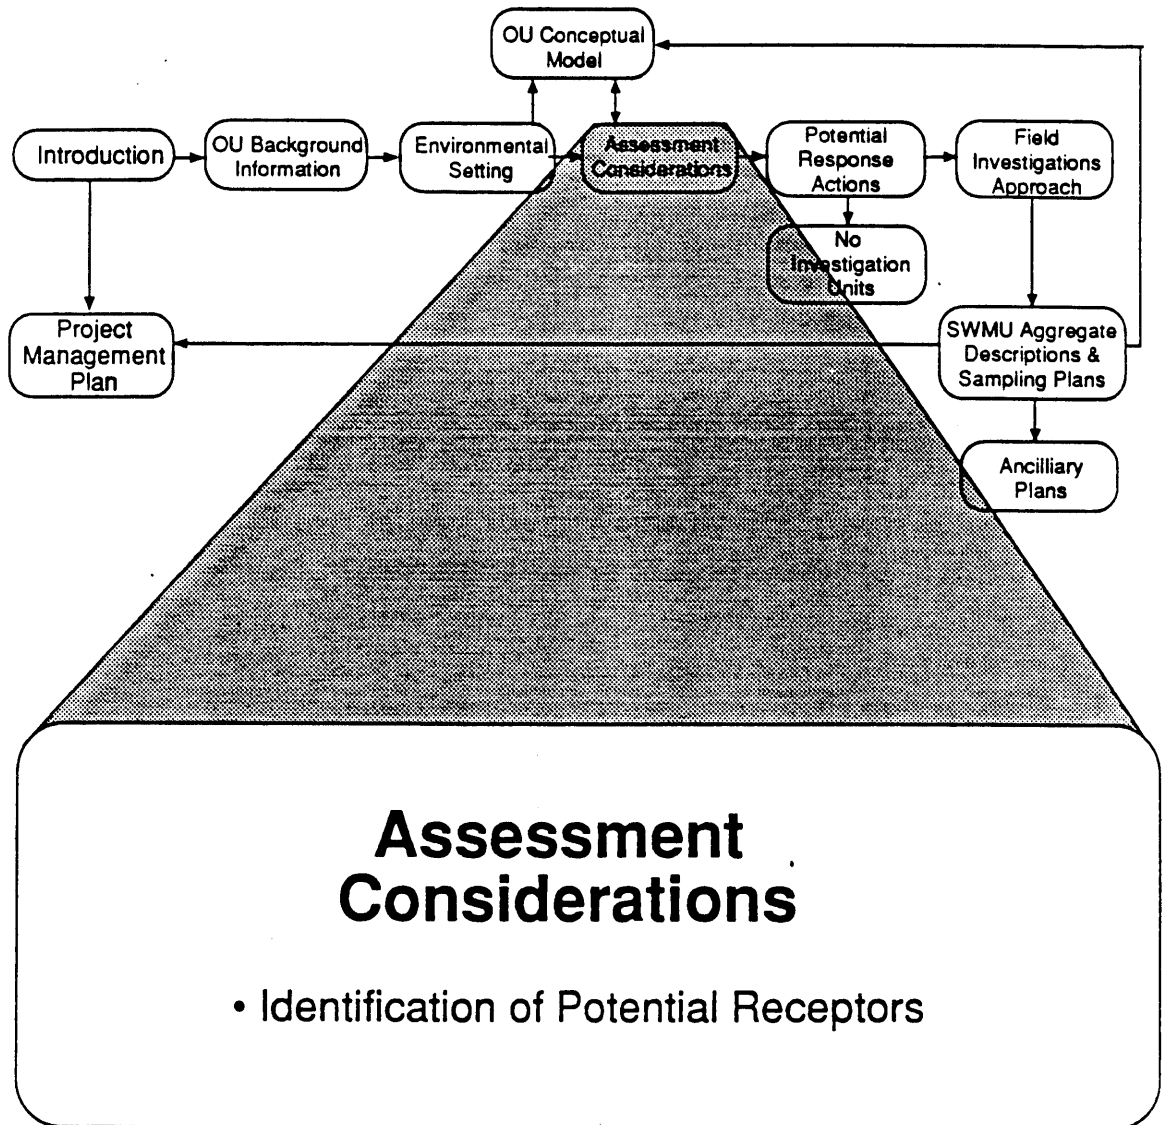 OU Conceptual
Model
Introduction
OU Background
Information
Environmental
Setting
Assessment
Considerations
Potential
Response
Actions
Field
Investigations
Approach
No
Investigation
Units
Project
Management
Plan
SWMU Aggregate
Descriptions &
Sampling Plans
Ancilliary
Plans
Assessment
Considerations
• Identification of Potential Receptors